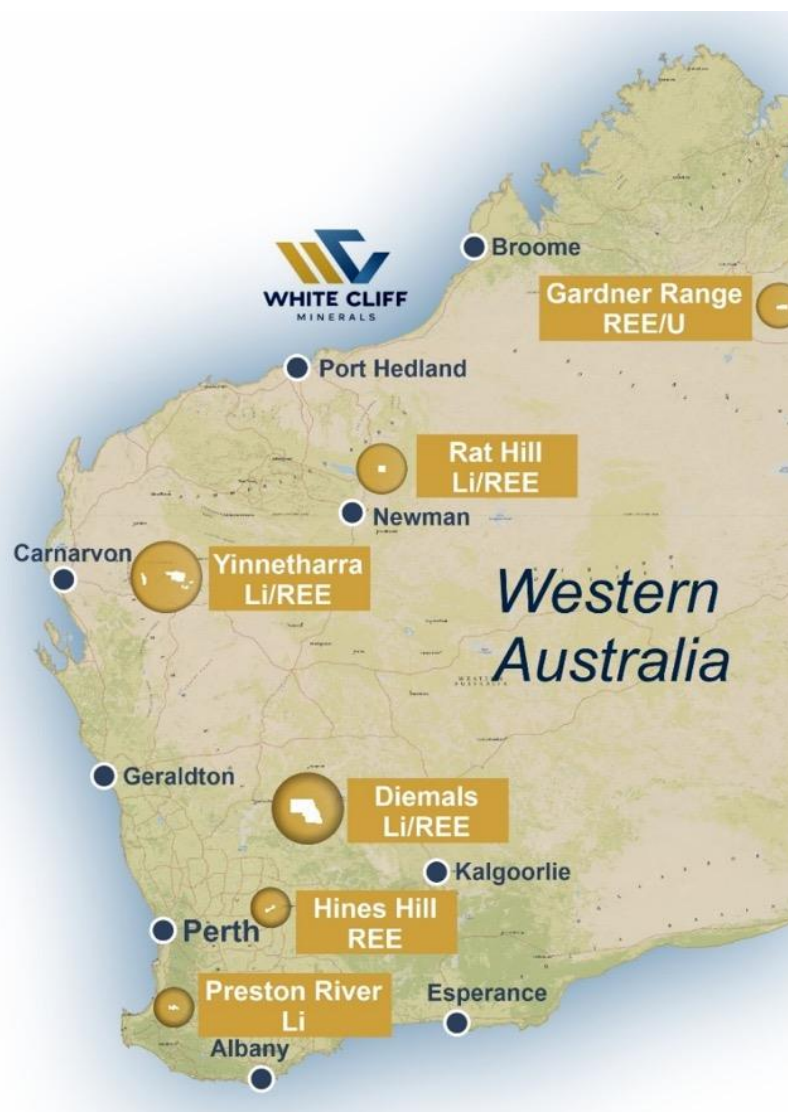 Broome
WHITE CLIFF
MINERALS
Gardner Range
REE/U
Port Hedland
Rat Hill
Li/REE
Newman
Carnarvon
Yinnetharra
Li/REE
Western
Australia
Geraldton
Diemals
Li/REE
Kalgoorlie
Hines Hill
REE
Perth
Preston River
Li
Esperance
Albany